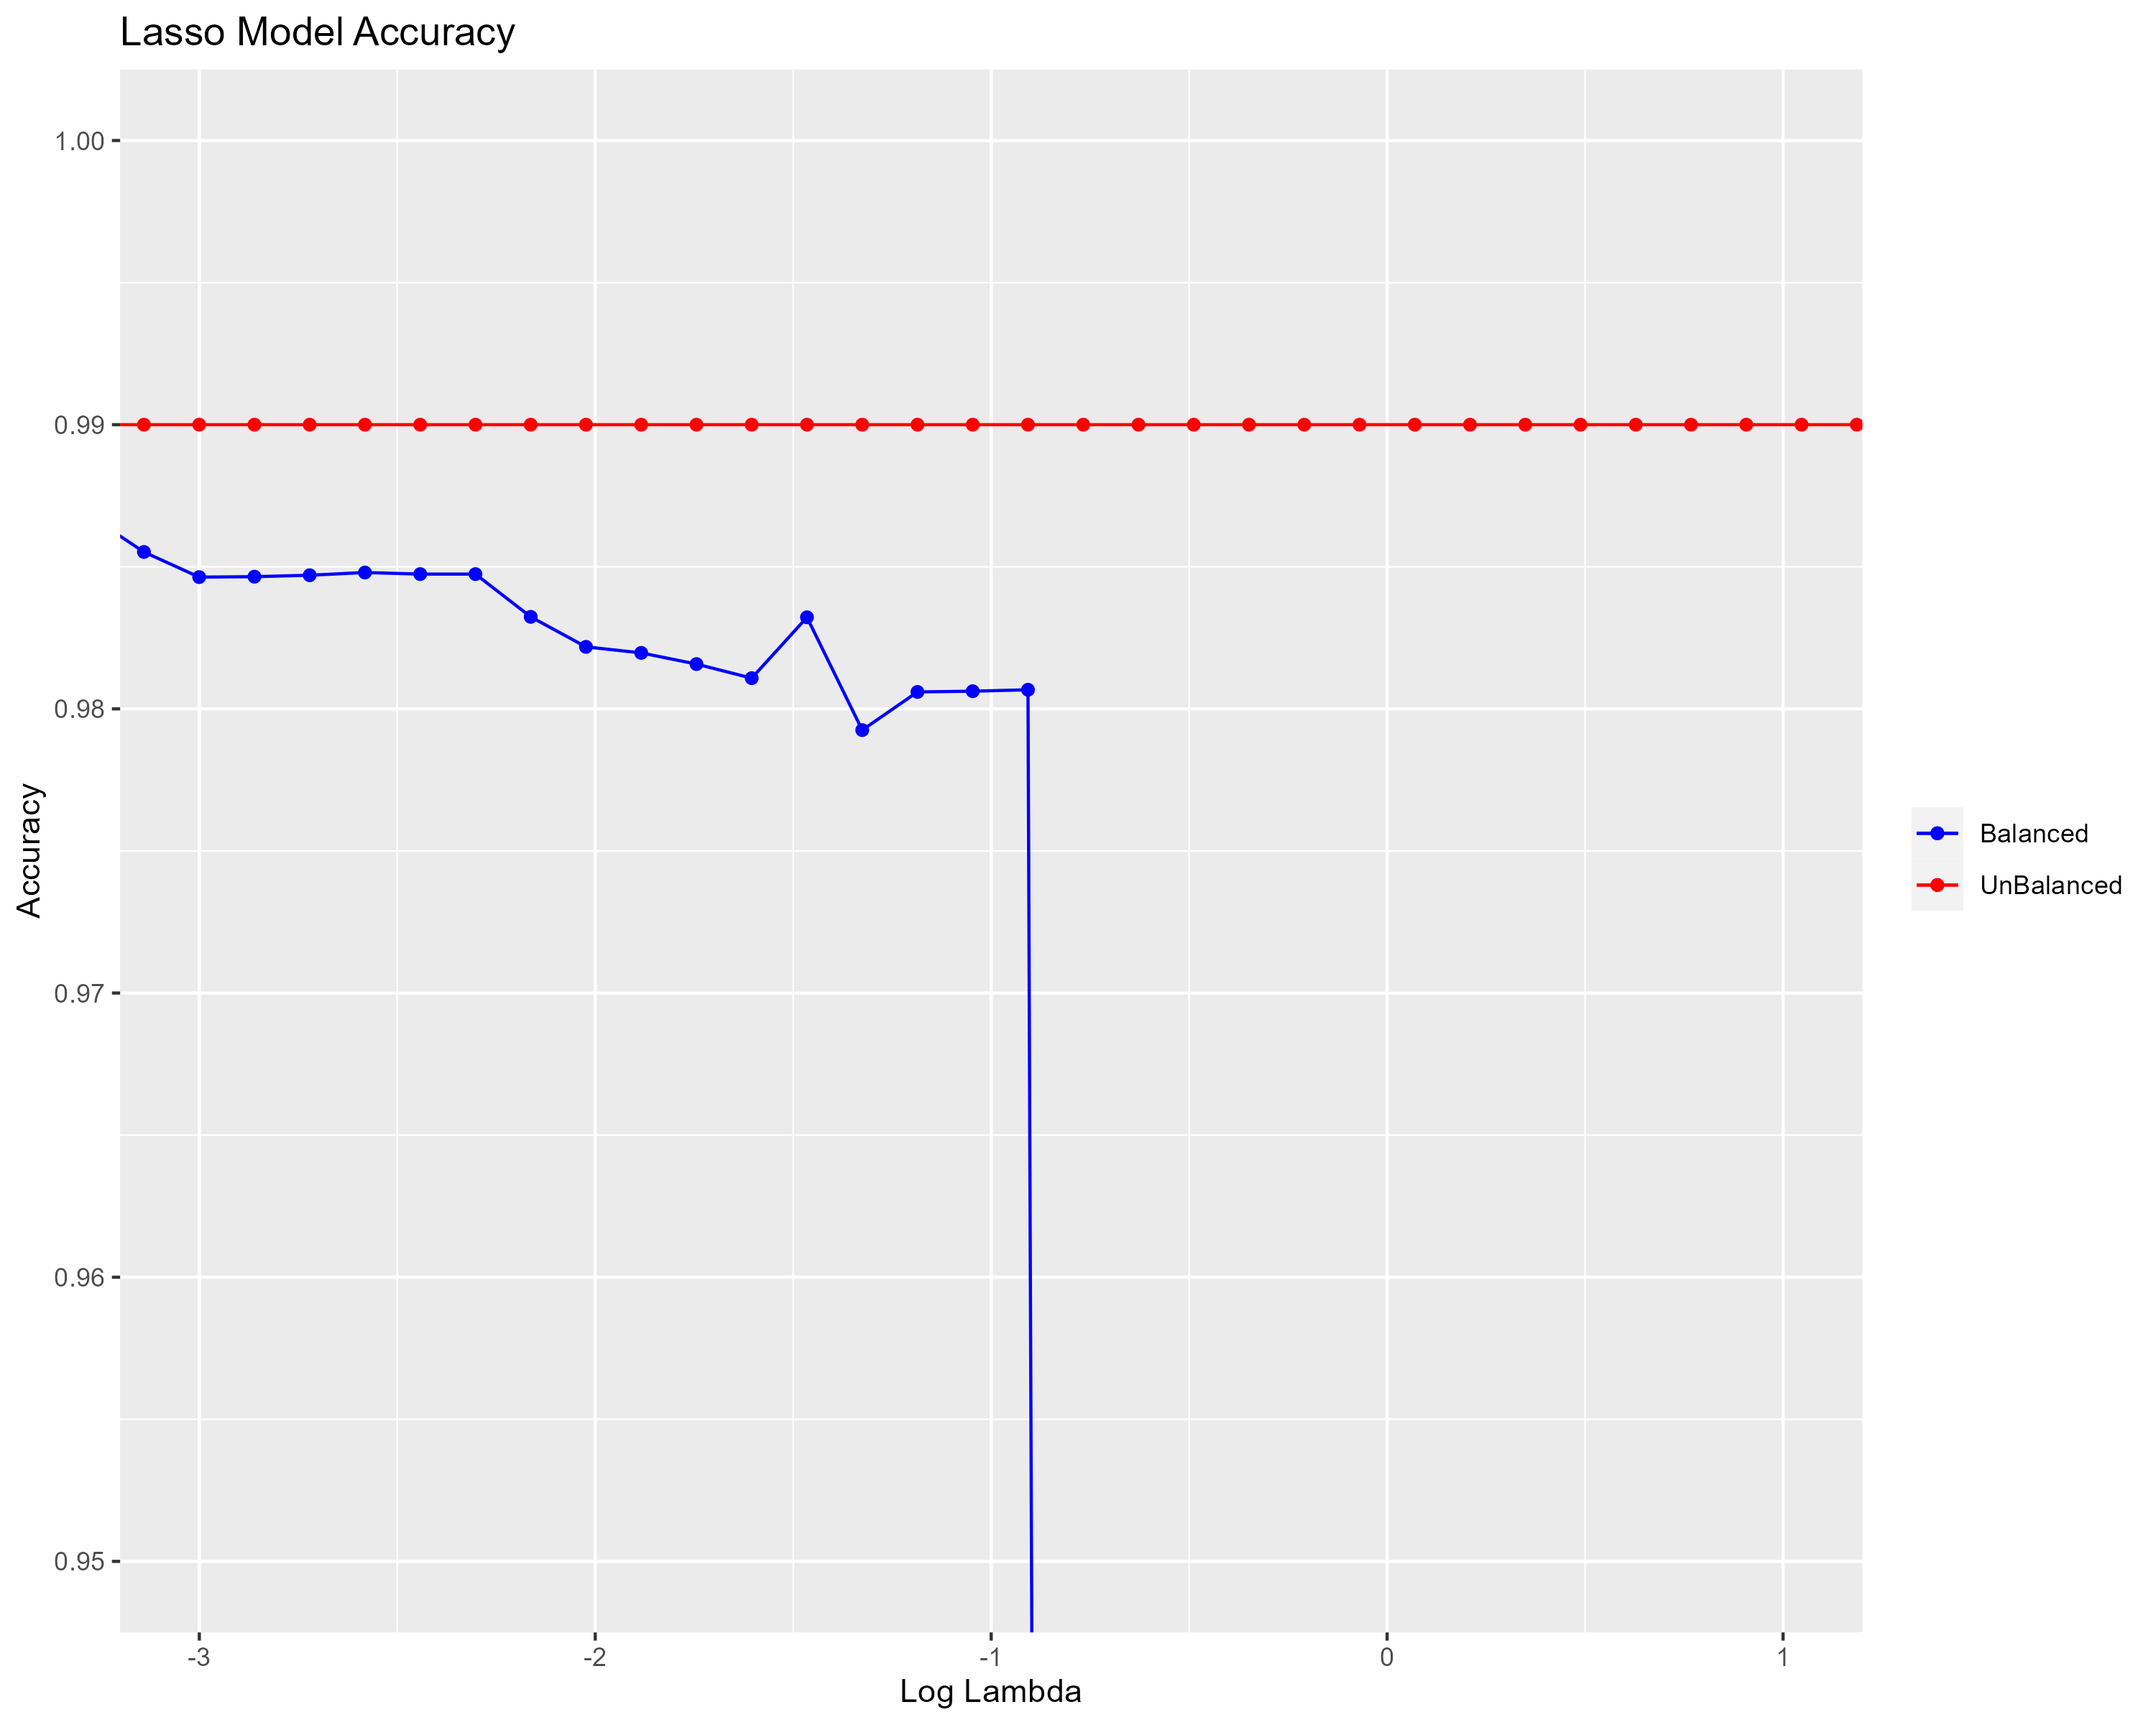 Lasso Model Accuracy
1.00
0.99
0.98
0.97
0.96
0.95
Accuracy
-3 -2 -1 0 1
Log Lambda
Balanced
UnBalanced